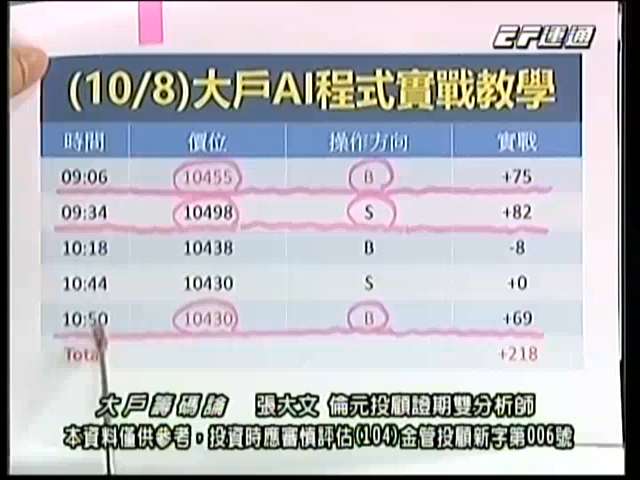 EF運通
(10/8)大戶AI程式實戰教學
時間 價位 操作方向 實戰
09:06 10455 B +75
09:34 10498 S +82
10:18 10438 B -8
10:44 10430 S +0
10:50 10430 B +69
Total +218
大戶籌碼論 張大文 倫元投顧證期雙分析師
本資料僅供參考，投資時應審慎評估(104)金管投顧新字第006號